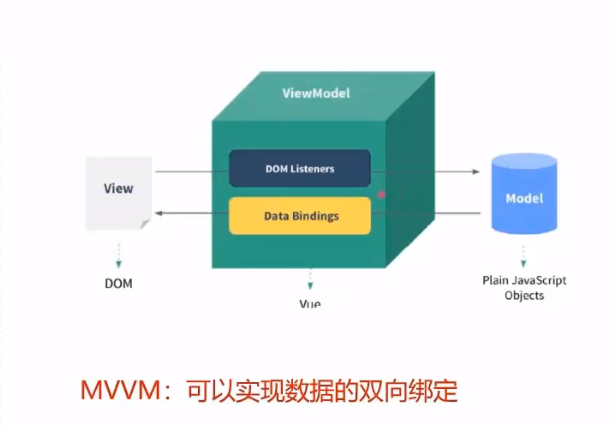 ViewModel
DOM Listeners
View
Model
Data Bindings
DOM
Plain JavaScript
Objects
Vue
MVVM：可以实现数据的双向绑定